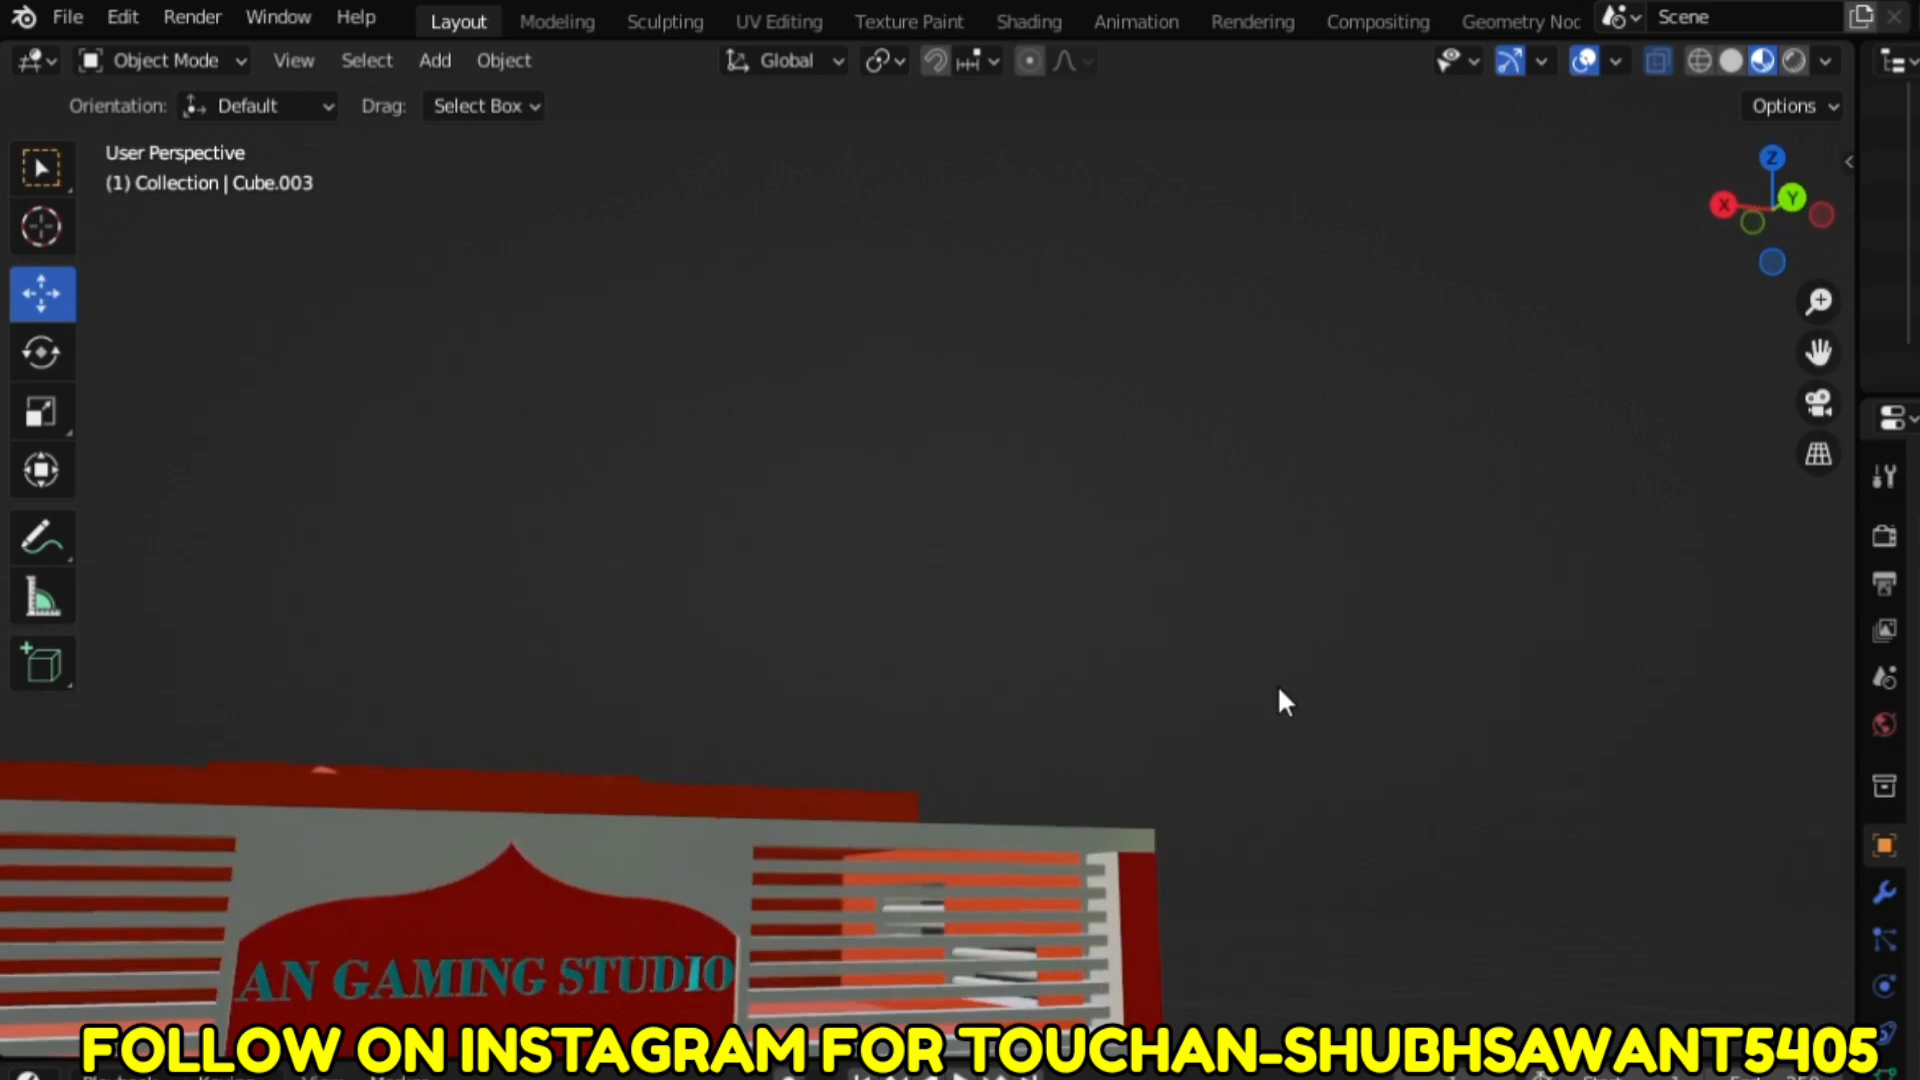 File Edit Render Window Help Layout Modeling Sculpting UV Editing Texture Paint Shading Animation Rendering Compositing Geometry Noc Scene
Object Mode View Select Add Object Global
Orientation: Default Drag: Select Box Options
User Perspective
(1) Collection | Cube.003
Z
X Y
AN GAMING STUDIO
FOLLOW ON INSTAGRAM FOR TOUCHAN-SHUBHSAWANT5405